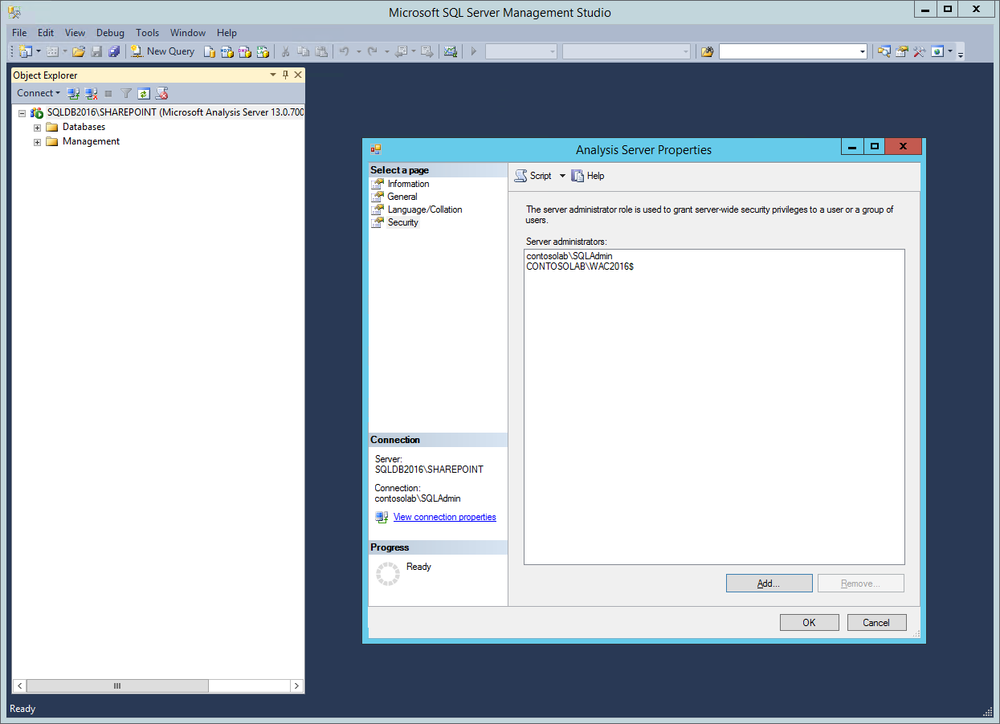 Microsoft SQL Server Management Studio
File Edit View Debug Tools Window Help
New Query
Object Explorer
Connect
SQLDB2016\SHAREPOINT (Microsoft Analysis Server 13.0.700
Databases
Management
Analysis Server Properties
Select a page
Information
General
Language/Collation
Security
Script Help
The server administrator role is used to grant server-wide security privileges to a user or a group of
users.
Server administrators:
contosolab\SQLAdmin
CONTOSOLAB\WAC2016$
Connection
Server:
SQLDB2016\SHAREPOINT
Connection:
contosolab\SQLAdmin
View connection properties
Progress
Ready
Add...
Remove...
OK
Cancel
Ready